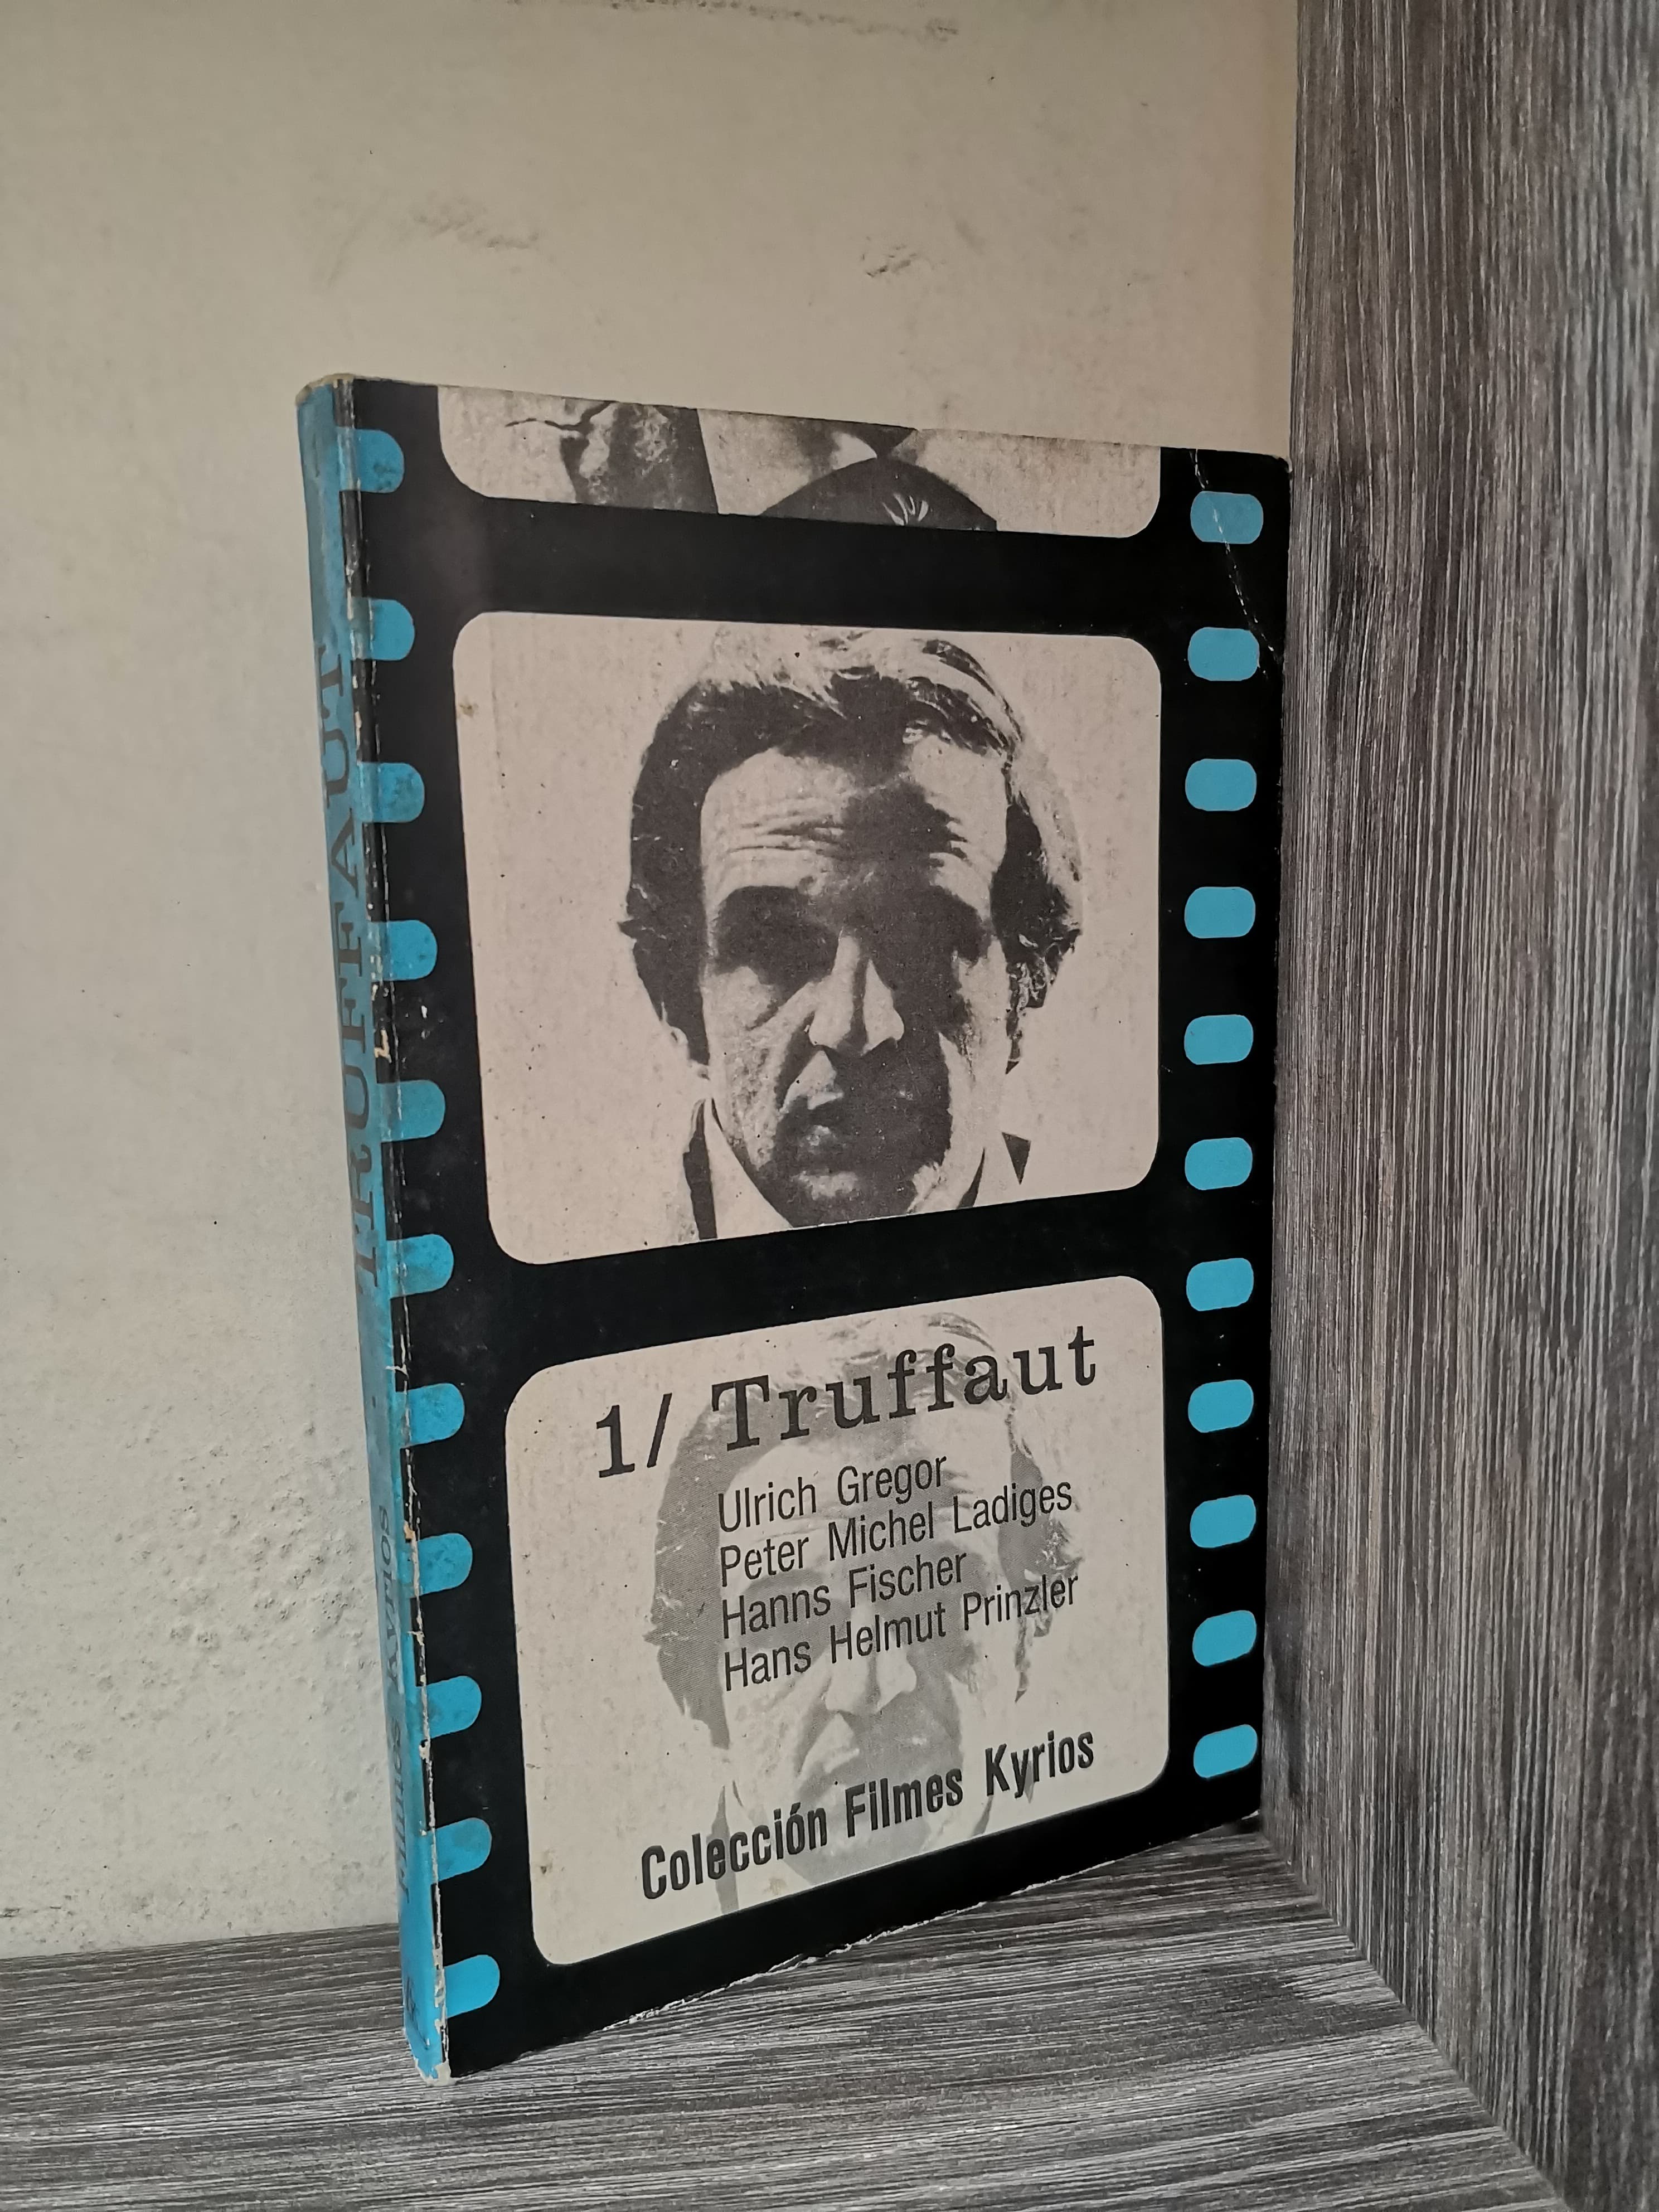 1/ Truffaut
Ulrich Gregor
Peter Michel Ladiges
Hanns Fischer
Hans Helmut Prinzler
Colección Filmes Kyrios
TRUFFAUT
Filmes Kyrios